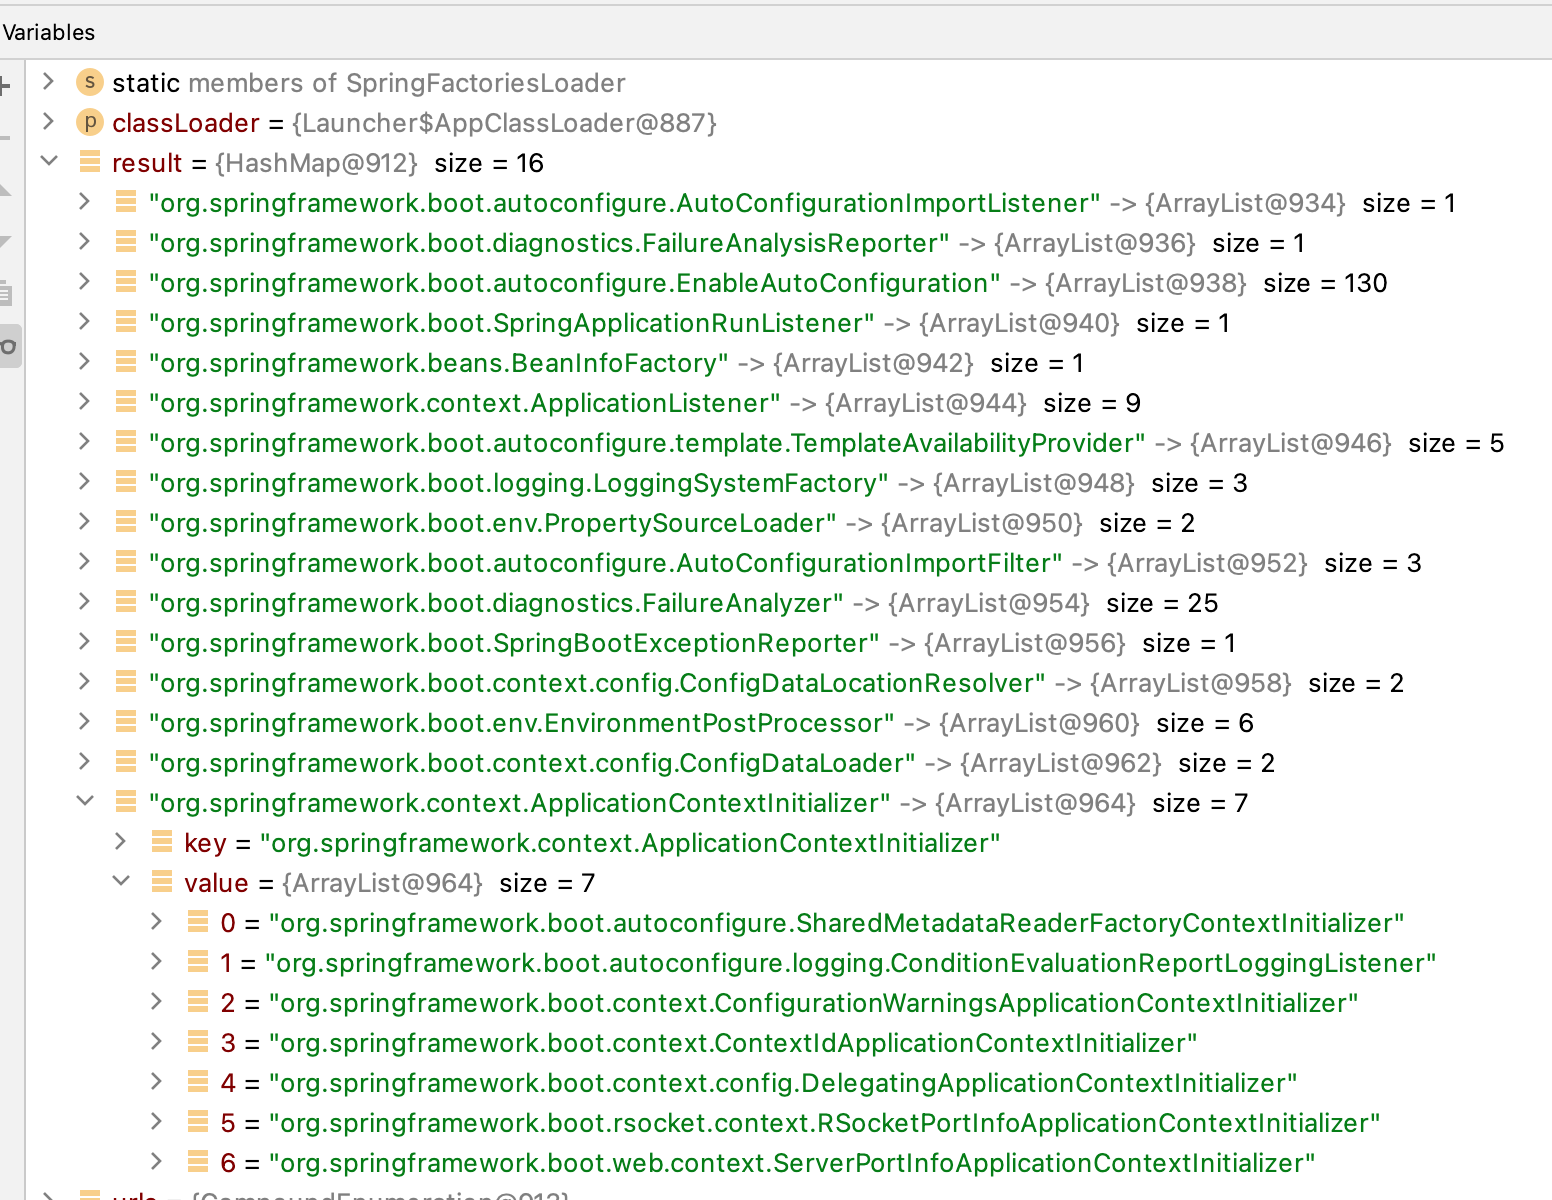 Variables
s static members of SpringFactoriesLoader
p classLoader = {Launcher$AppClassLoader@887}
result = {HashMap@912} size = 16
"org.springframework.boot.autoconfigure.AutoConfigurationImportListener" -> {ArrayList@934} size = 1
"org.springframework.boot.diagnostics.FailureAnalysisReporter" -> {ArrayList@936} size = 1
"org.springframework.boot.autoconfigure.EnableAutoConfiguration" -> {ArrayList@938} size = 130
"org.springframework.boot.SpringApplicationRunListener" -> {ArrayList@940} size = 1
"org.springframework.beans.BeanInfoFactory" -> {ArrayList@942} size = 1
"org.springframework.context.ApplicationListener" -> {ArrayList@944} size = 9
"org.springframework.boot.autoconfigure.template.TemplateAvailabilityProvider" -> {ArrayList@946} size = 5
"org.springframework.boot.logging.LoggingSystemFactory" -> {ArrayList@948} size = 3
"org.springframework.boot.env.PropertySourceLoader" -> {ArrayList@950} size = 2
"org.springframework.boot.autoconfigure.AutoConfigurationImportFilter" -> {ArrayList@952} size = 3
"org.springframework.boot.diagnostics.FailureAnalyzer" -> {ArrayList@954} size = 25
"org.springframework.boot.SpringBootExceptionReporter" -> {ArrayList@956} size = 1
"org.springframework.boot.context.config.ConfigDataLocationResolver" -> {ArrayList@958} size = 2
"org.springframework.boot.env.EnvironmentPostProcessor" -> {ArrayList@960} size = 6
"org.springframework.boot.context.config.ConfigDataLoader" -> {ArrayList@962} size = 2
"org.springframework.context.ApplicationContextInitializer" -> {ArrayList@964} size = 7
key = "org.springframework.context.ApplicationContextInitializer"
value = {ArrayList@964} size = 7
0 = "org.springframework.boot.autoconfigure.SharedMetadataReaderFactoryContextInitializer"
1 = "org.springframework.boot.autoconfigure.logging.ConditionEvaluationReportLoggingListener"
2 = "org.springframework.boot.context.ConfigurationWarningsApplicationContextInitializer"
3 = "org.springframework.boot.context.ContextIdApplicationContextInitializer"
4 = "org.springframework.boot.context.config.DelegatingApplicationContextInitializer"
5 = "org.springframework.boot.rsocket.context.RSocketPortInfoApplicationContextInitializer"
6 = "org.springframework.boot.web.context.ServerPortInfoApplicationContextInitializer"
urls = {CompoundEnumeration@913}